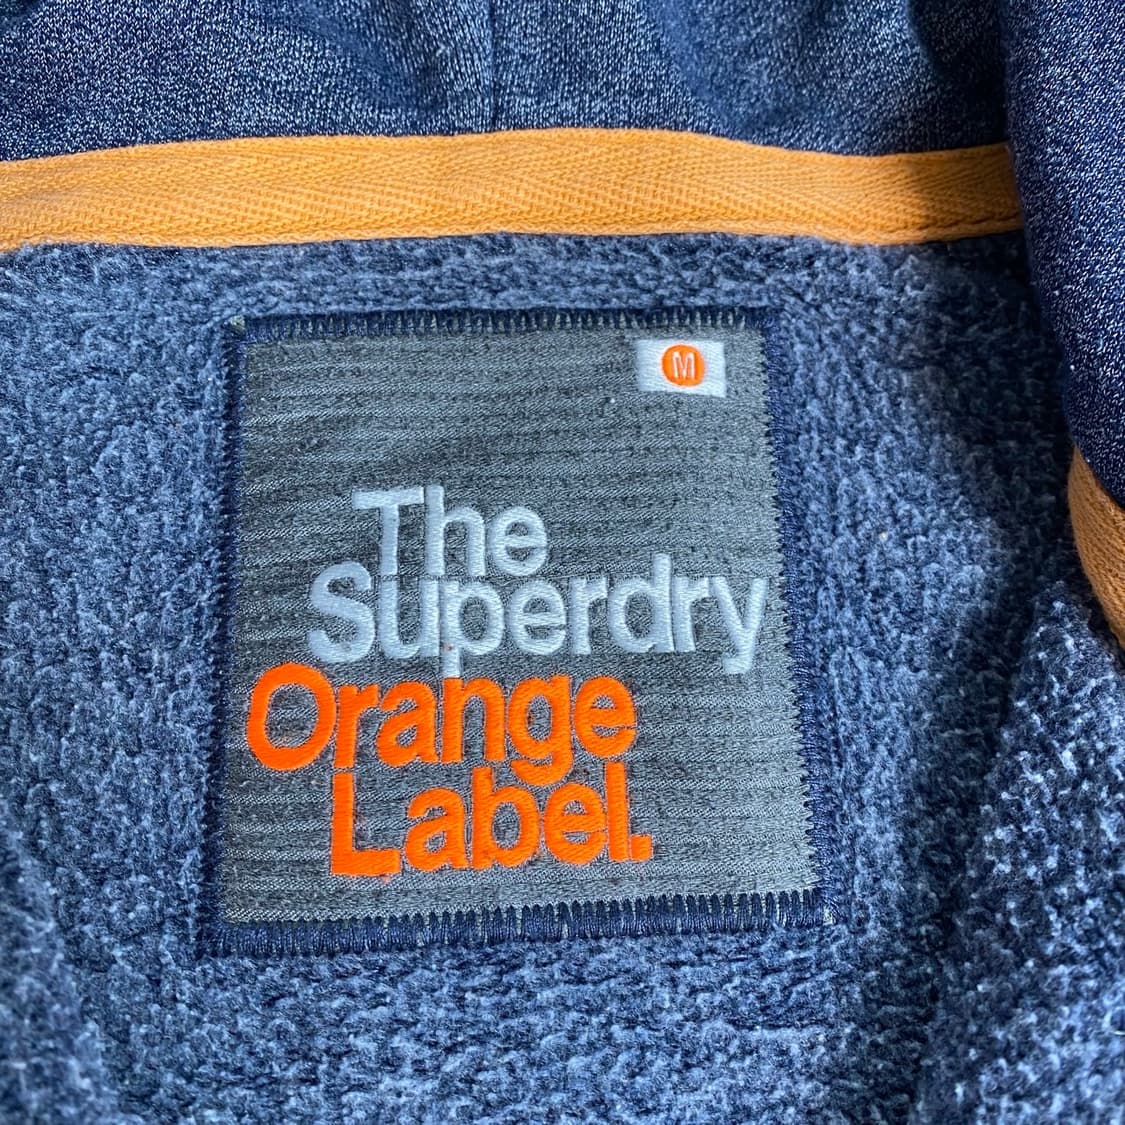 M
The
Superdry
Orange
Label.